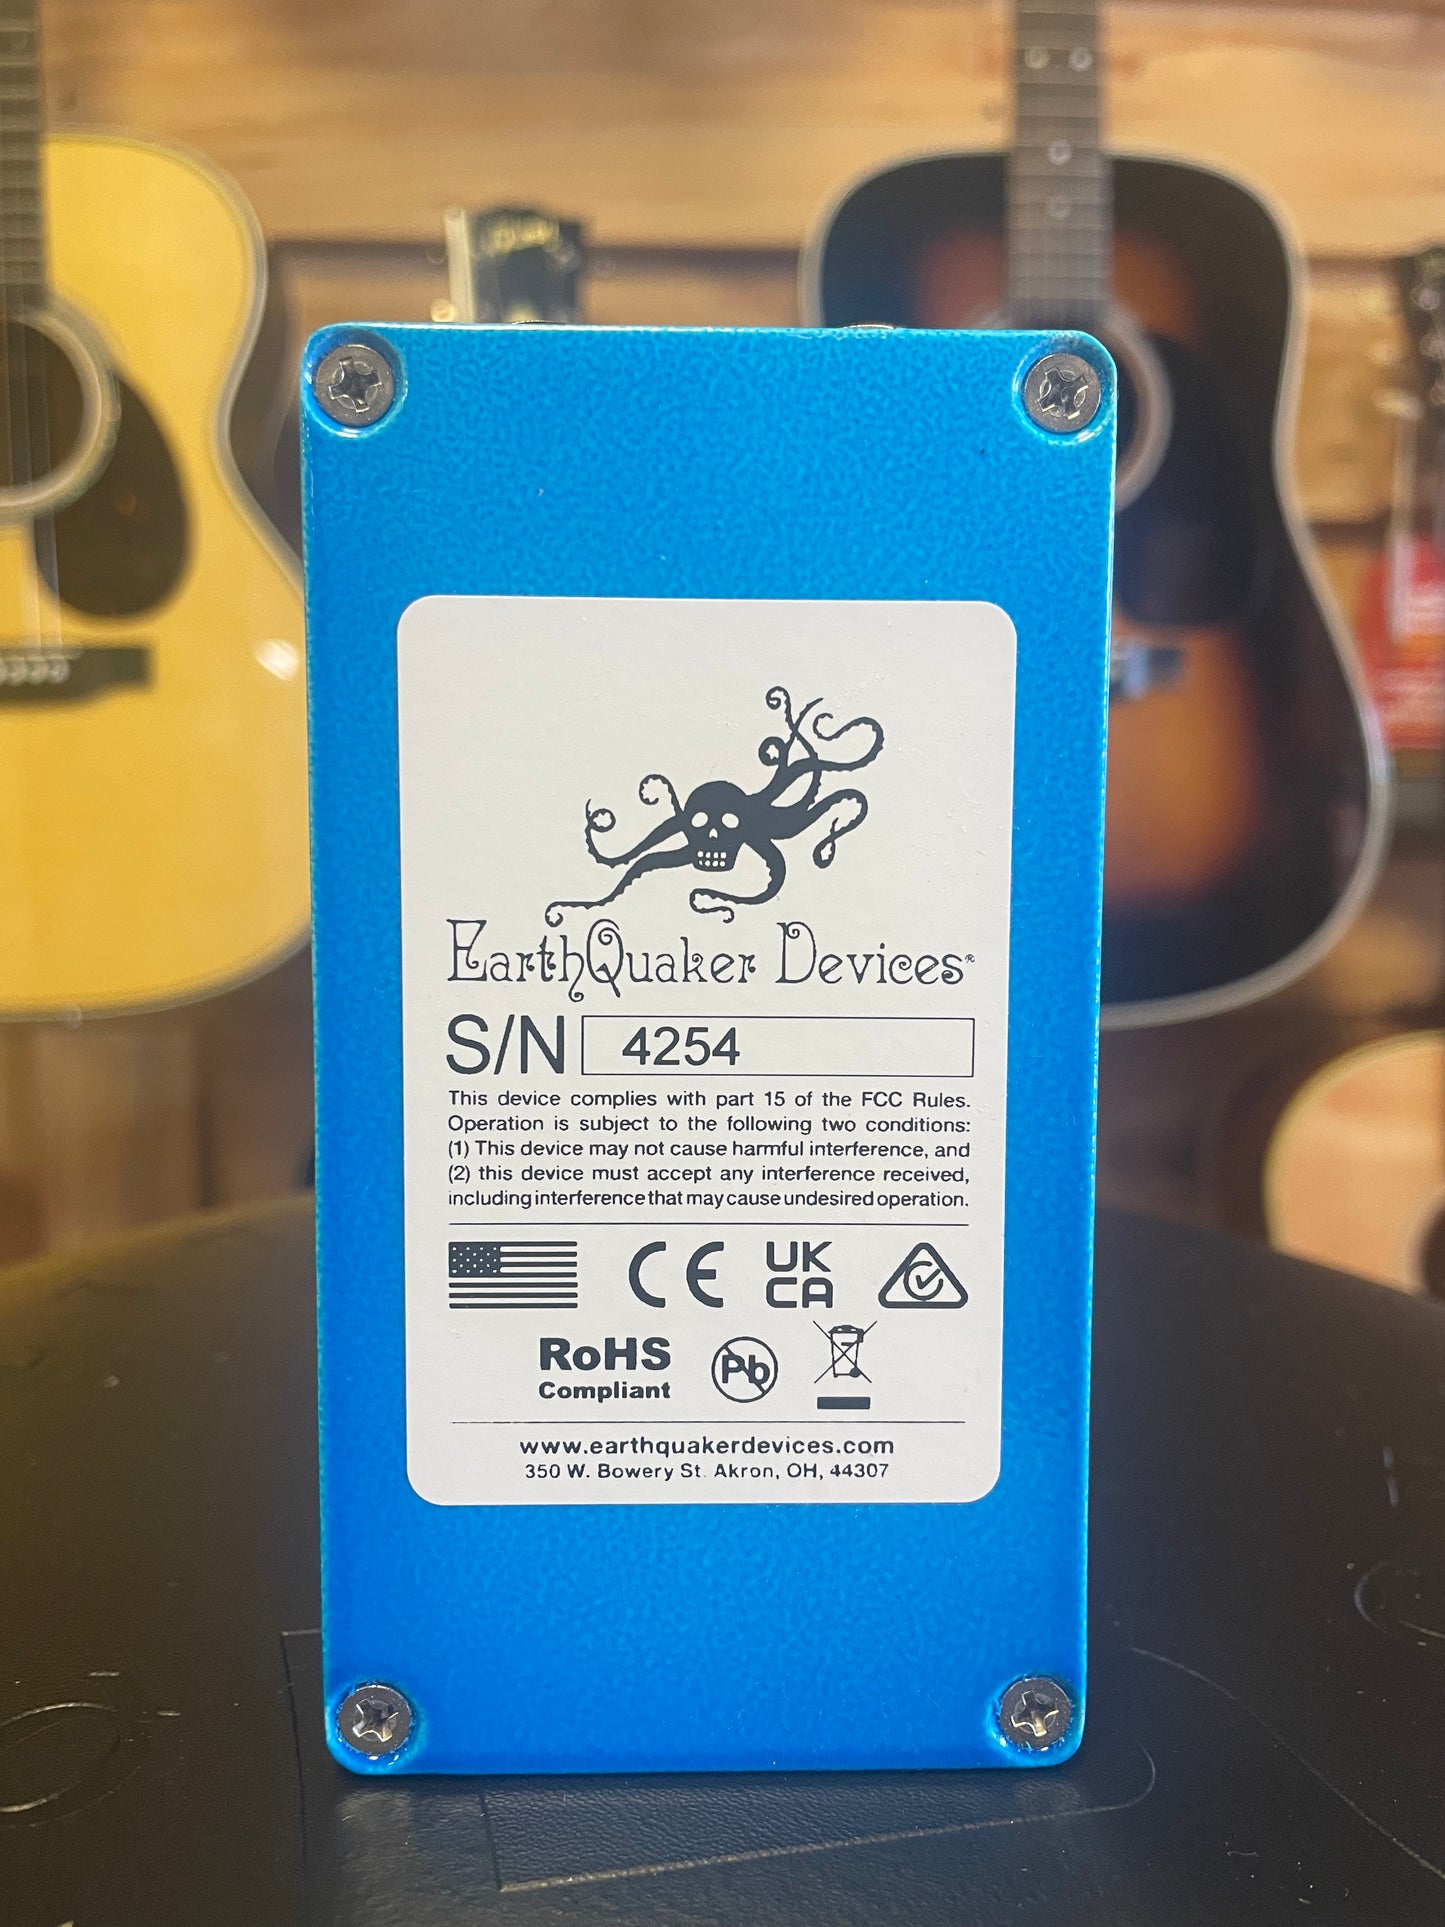 EarthQuaker Devices®
S/N 4254
This device complies with part 15 of the FCC Rules.
Operation is subject to the following two conditions:
(1) This device may not cause harmful interference, and
(2) this device must accept any interference received,
including interference that may cause undesired operation.
CE UK
CA
RoHS
Compliant
Pb
www.earthquakerdevices.com
350 W. Bowery St. Akron, OH, 44307